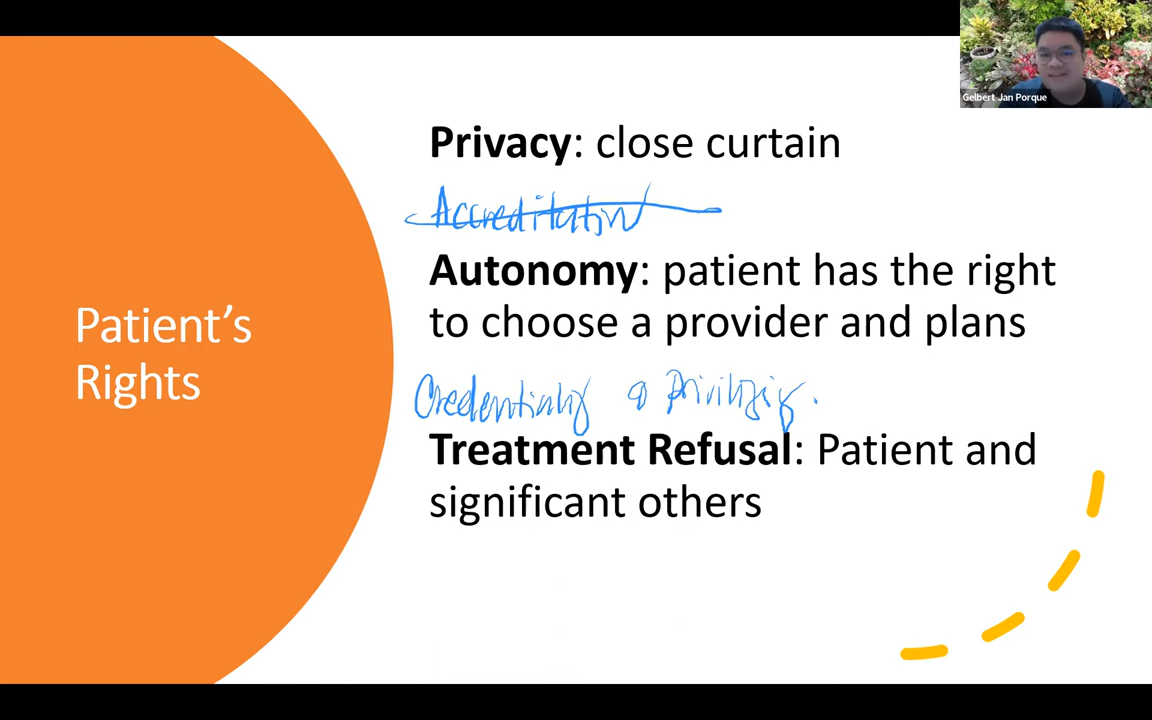 Gelbert Jan Porque
Patient’s
Rights
Privacy: close curtain
Accreditation
Autonomy: patient has the right
to choose a provider and plans
Credentialing & Privileging.
Treatment Refusal: Patient and
significant others